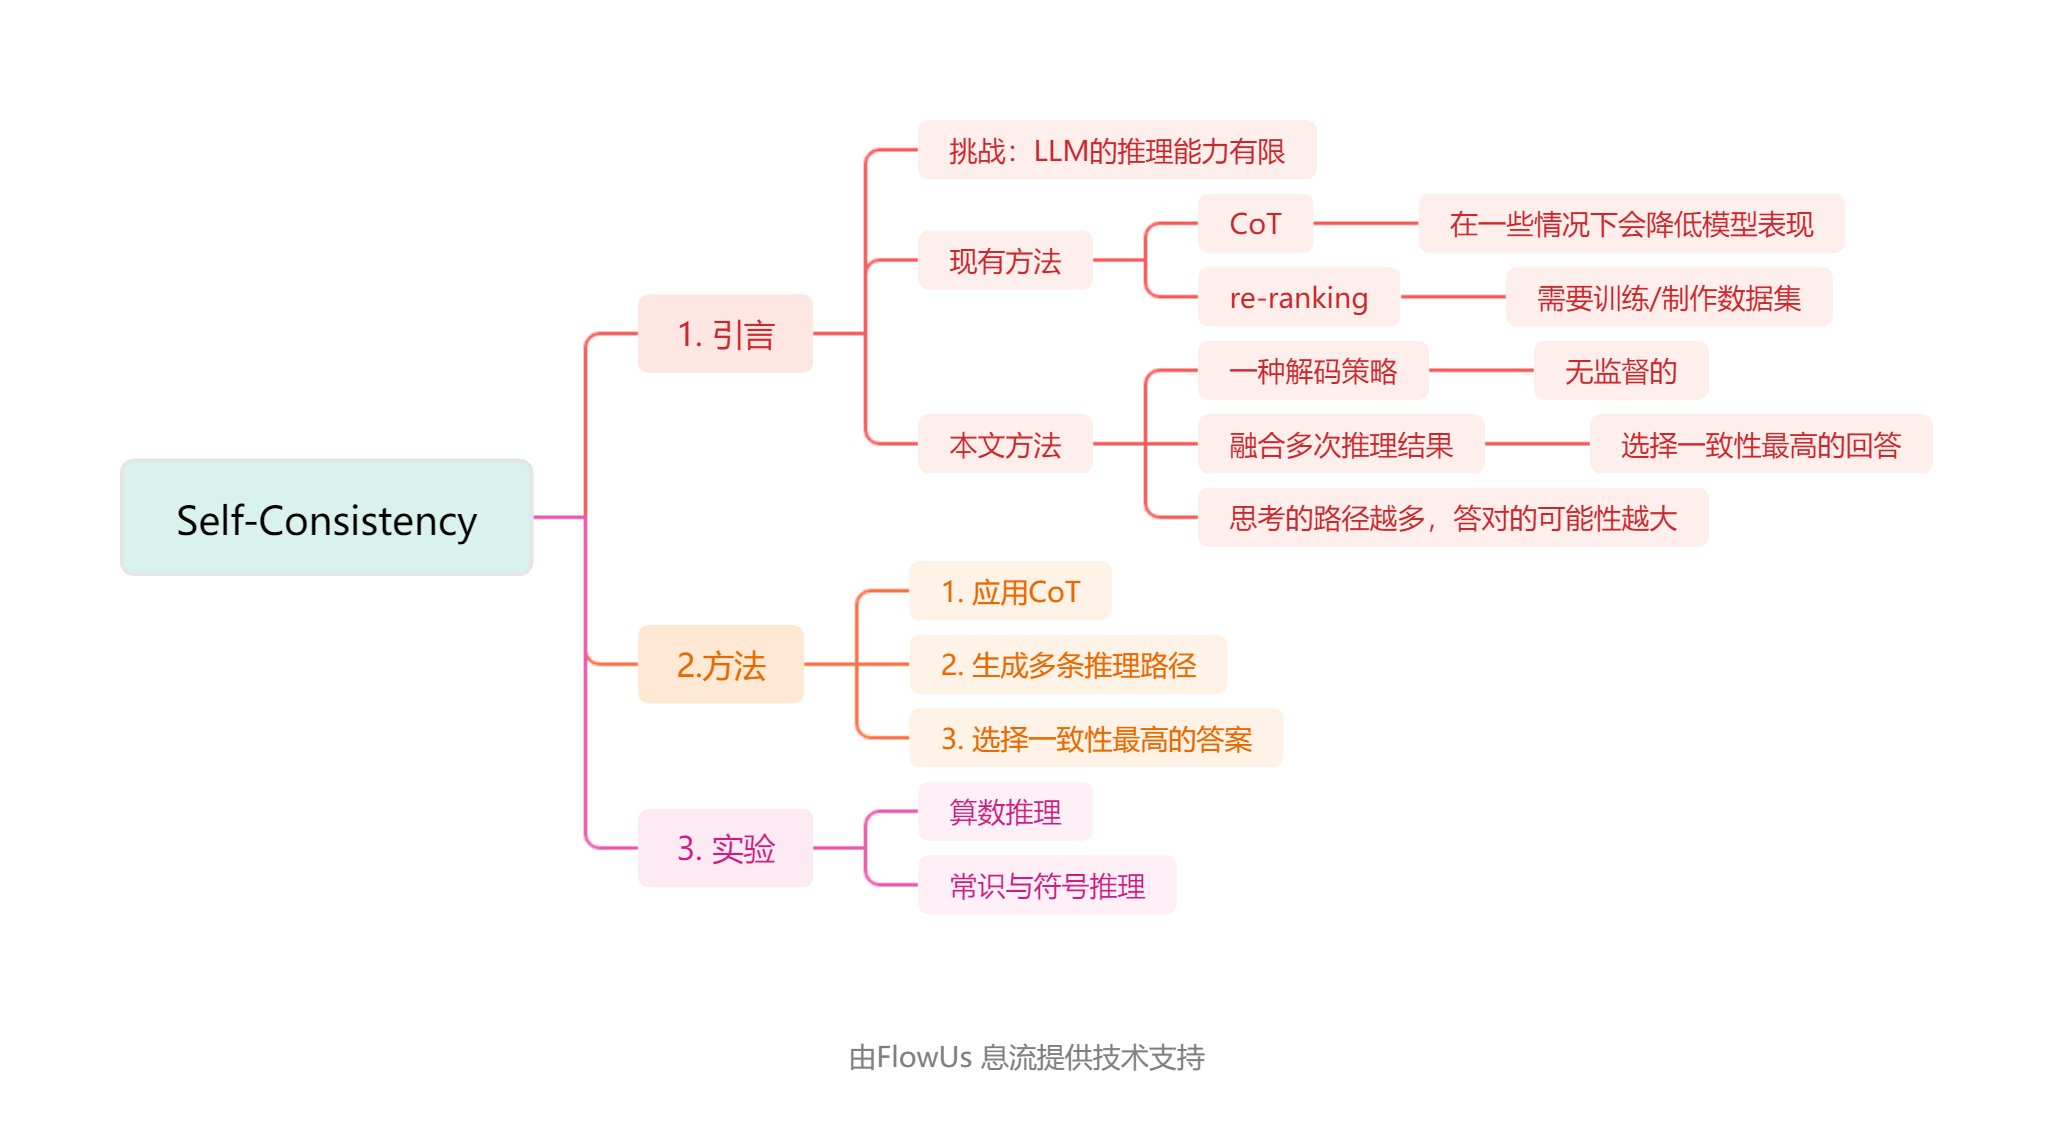 Self-Consistency
1. 引言
挑战：LLM的推理能力有限
现有方法
CoT
在一些情况下会降低模型表现
re-ranking
需要训练/制作数据集
本文方法
一种解码策略
无监督的
融合多次推理结果
选择一致性最高的回答
思考的路径越多，答对的可能性越大
2.方法
1. 应用CoT
2. 生成多条推理路径
3. 选择一致性最高的答案
3. 实验
算数推理
常识与符号推理
由FlowUs 息流提供技术支持